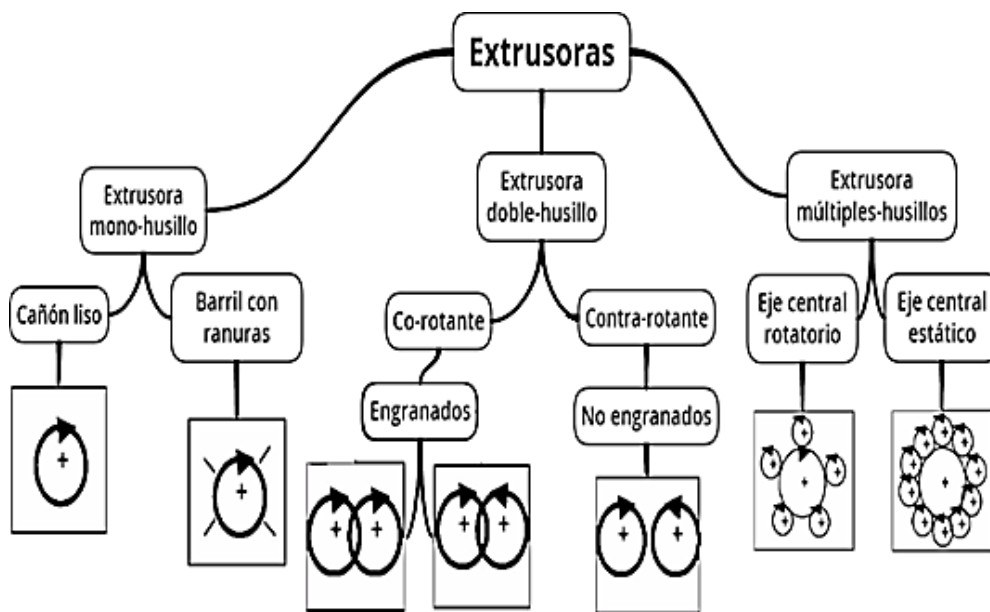 Extrusoras
Extrusora
mono-husillo
Extrusora
doble-husillo
Extrusora
múltiples-husillos
Cañón liso
Barril con
ranuras
Co-rotante
Contra-rotante
Eje central
rotatorio
Eje central
estático
Engranados
No engranados